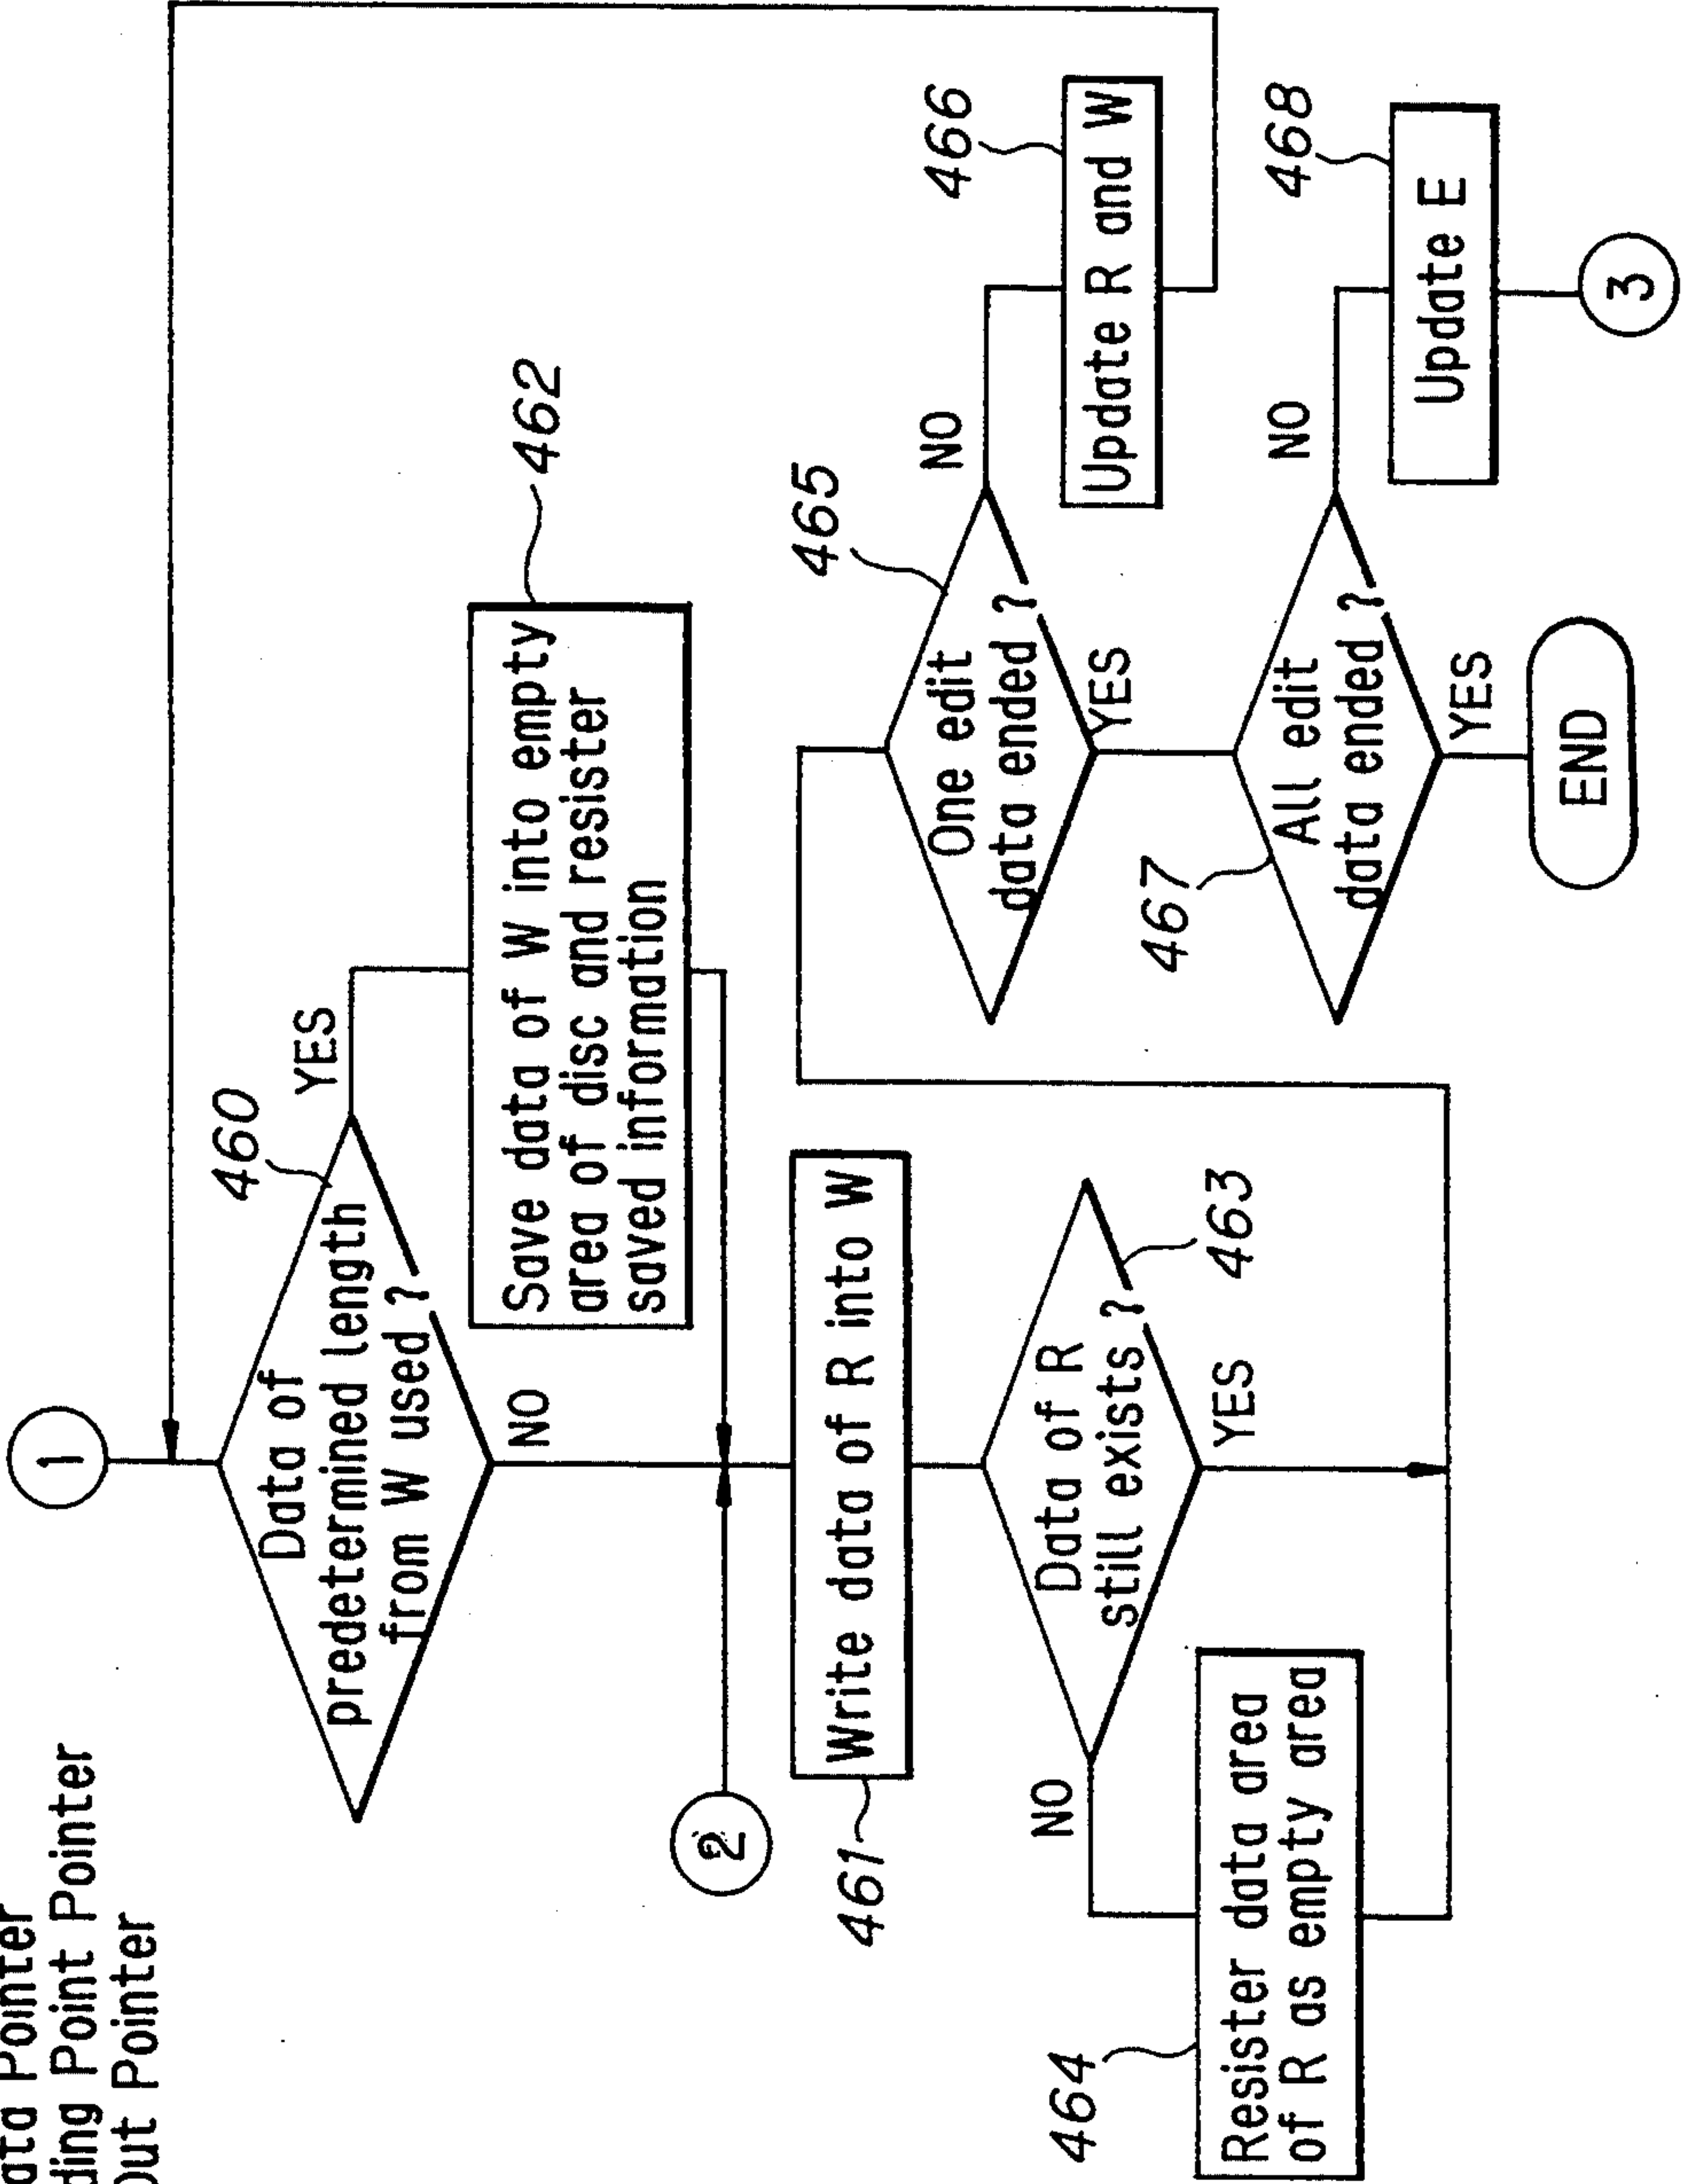 ata Pointer
ding Point Pointer
Out Pointer
1
460
Data of
predetermined length
from W used ?
YES
NO
462
Save data of W into empty
area of disc and resister
saved information
2
461
Write data of R into W
463
Data of R
still exists ?
NO
YES
464
Resister data area
of R as empty area
465
One edit
data ended ?
NO
YES
466
Update R and W
467
All edit
data ended ?
NO
YES
468
Update E
3
END